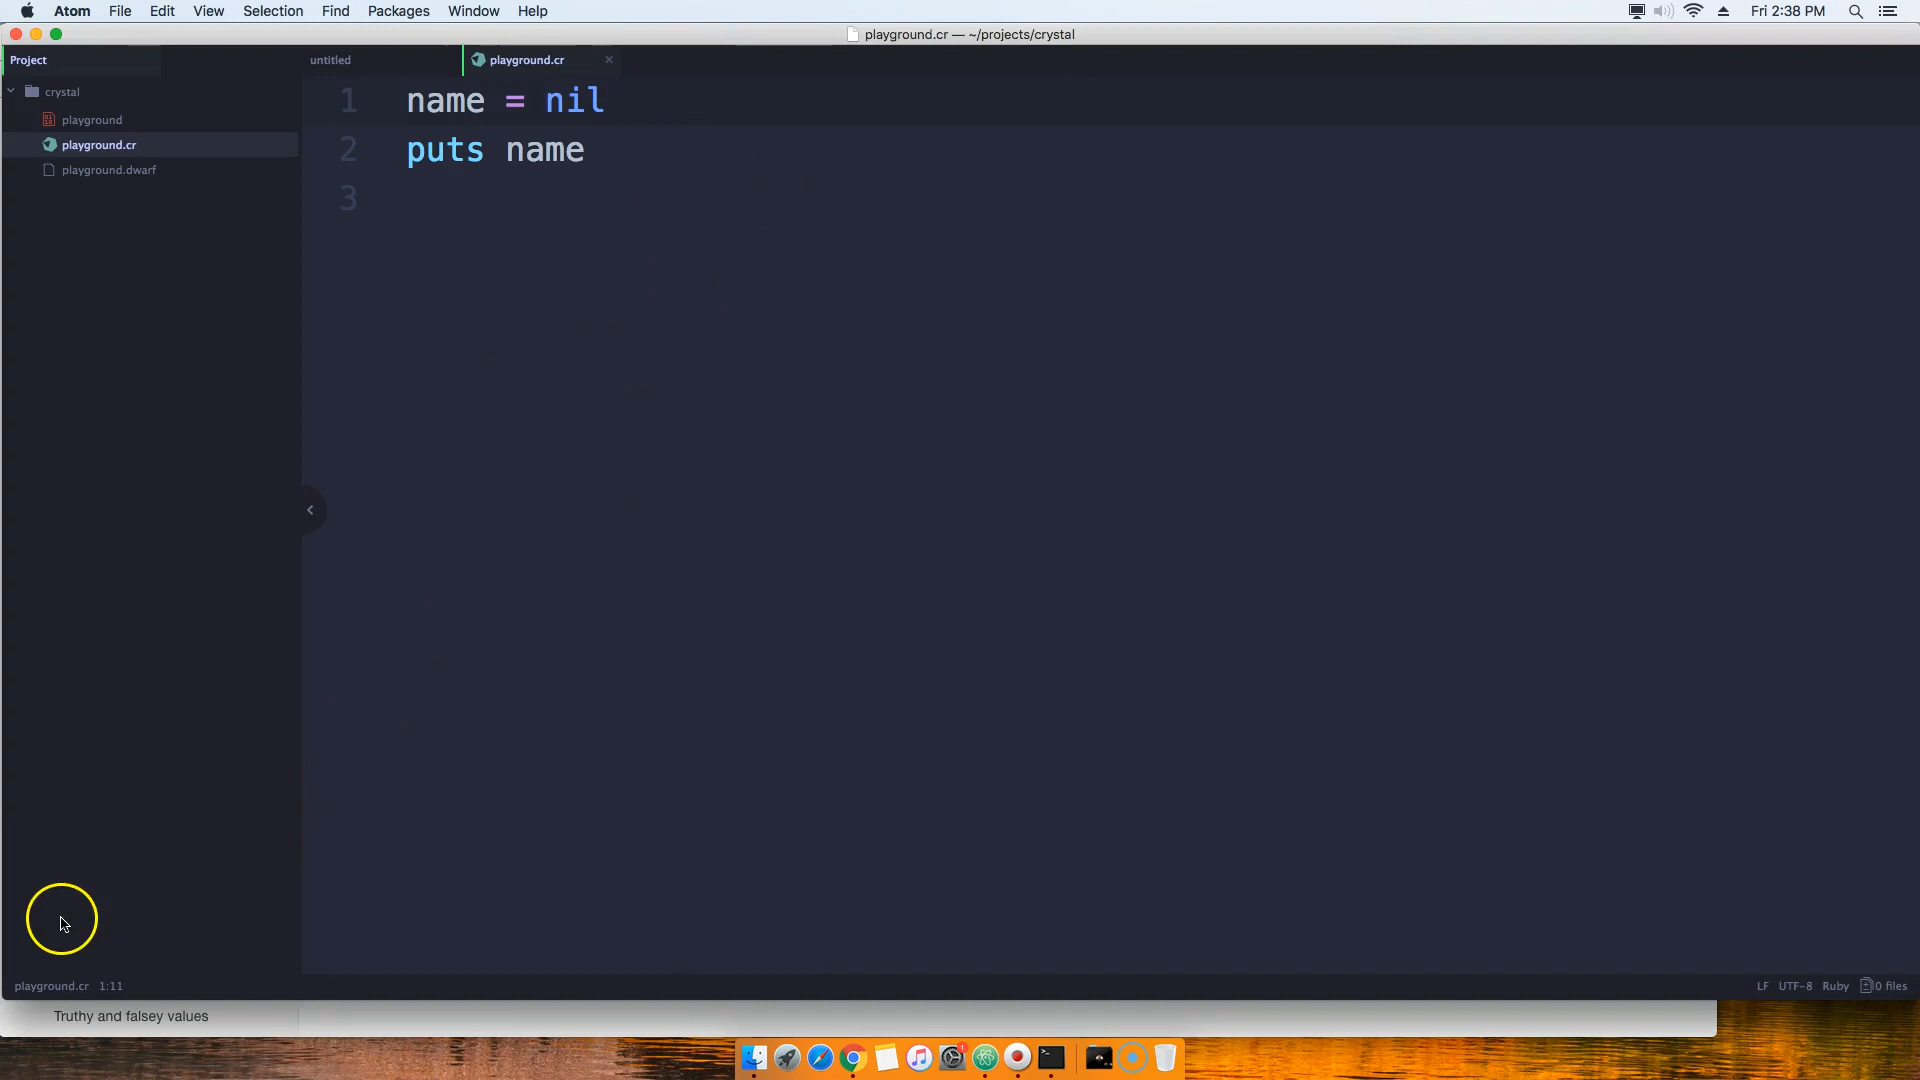 Atom File Edit View Selection Find Packages Window Help Fri 2:38 PM
playground.cr — ~/projects/crystal
Project untitled playground.cr
crystal
playground
playground.cr
playground.dwarf
1 name = nil
2 puts name
3
playground.cr 1:11 LF UTF-8 Ruby 0 files
Truthy and falsey values